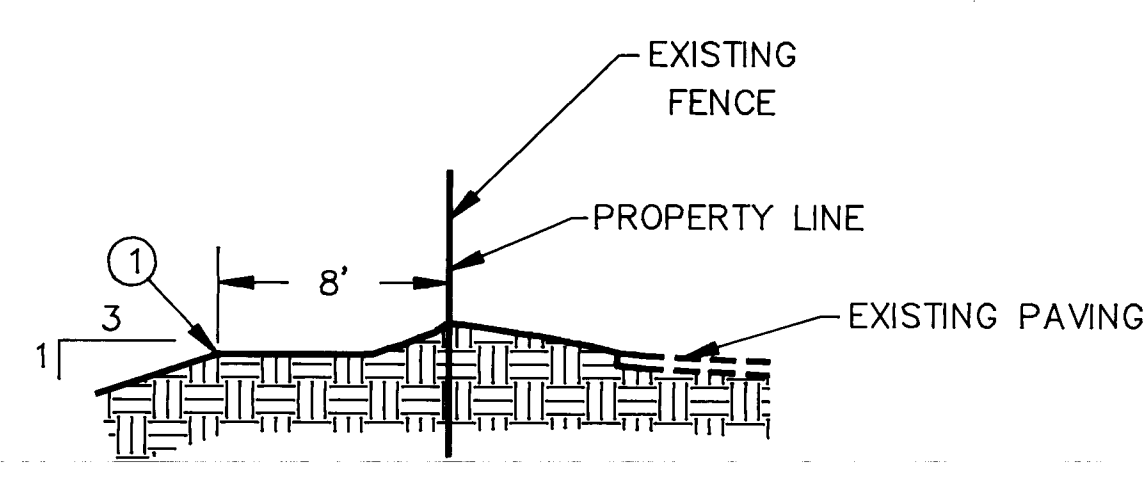 EXISTING
FENCE
PROPERTY LINE
1
8'
3
1
EXISTING PAVING